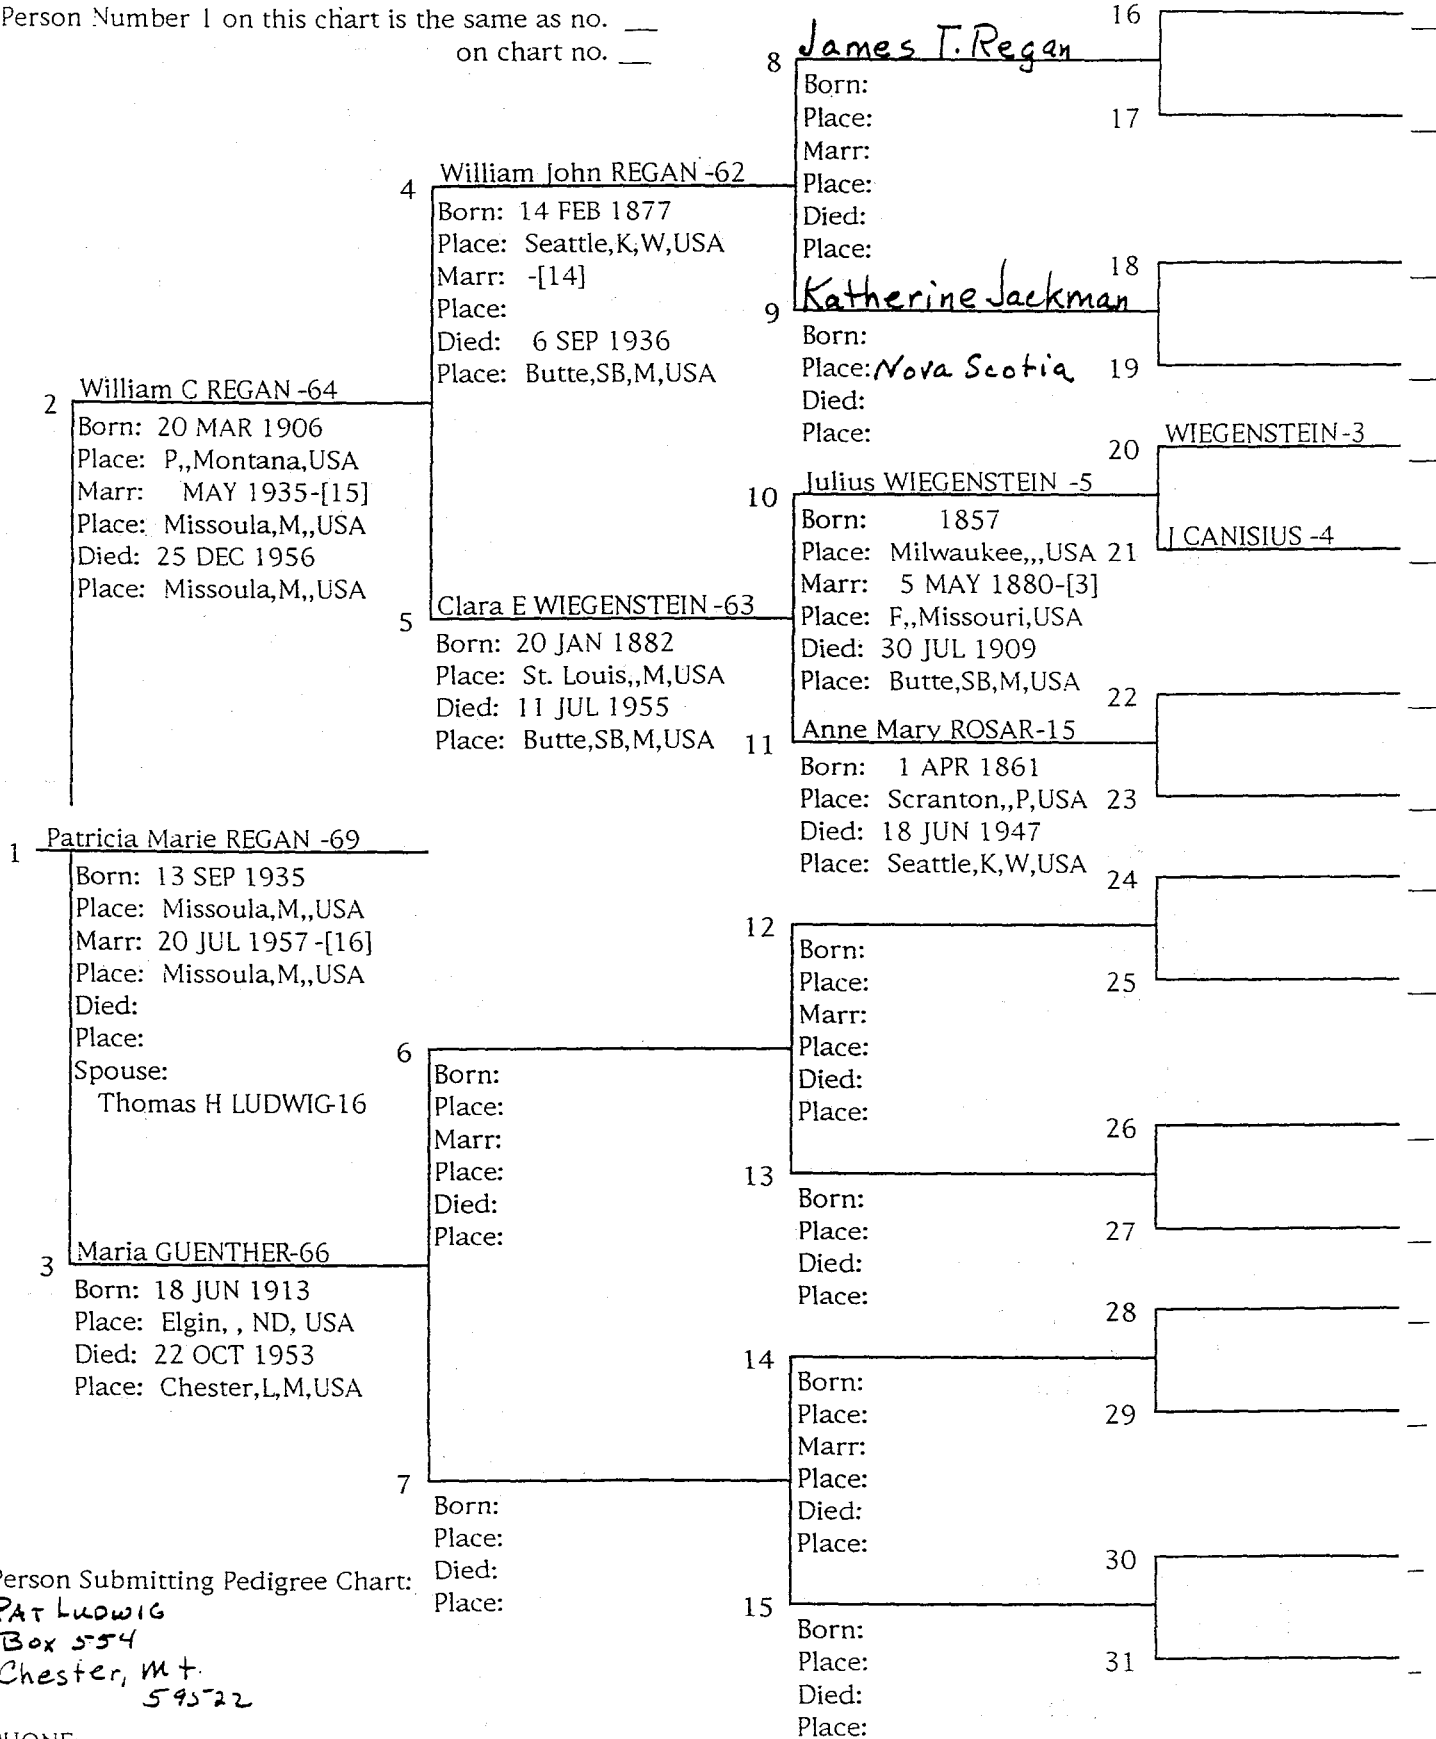 Person Number 1 on this chart is the same as no. __
on chart no. __
1 Patricia Marie REGAN -69
Born: 13 SEP 1935
Place: Missoula,M,,USA
Marr: 20 JUL 1957-[16]
Place: Missoula,M,,USA
Died:
Place:
Spouse:
Thomas H LUDWIG-16
2 William C REGAN -64
Born: 20 MAR 1906
Place: P,,Montana,USA
Marr: MAY 1935-[15]
Place: Missoula,M,,USA
Died: 25 DEC 1956
Place: Missoula,M,,USA
3 Maria GUENTHER-66
Born: 18 JUN 1913
Place: Elgin, , ND, USA
Died: 22 OCT 1953
Place: Chester,L,M,USA
4 William John REGAN -62
Born: 14 FEB 1877
Place: Seattle,K,W,USA
Marr: -[14]
Place:
Died: 6 SEP 1936
Place: Butte,SB,M,USA
5 Clara E WIEGENSTEIN -63
Born: 20 JAN 1882
Place: St. Louis,,M,USA
Died: 11 JUL 1955
Place: Butte,SB,M,USA
6
Born:
Place:
Marr:
Place:
Died:
Place:
7
Born:
Place:
Died:
Place:
8 James T. Regan
Born:
Place:
Marr:
Place:
Died:
Place:
9 Katherine Jackman
Born:
Place: Nova Scotia
Died:
Place:
10 Julius WIEGENSTEIN -5
Born: 1857
Place: Milwaukee,,,USA
Marr: 5 MAY 1880-[3]
Place: F,,Missouri,USA
Died: 30 JUL 1909
Place: Butte,SB,M,USA
11 Anne Mary ROSAR-15
Born: 1 APR 1861
Place: Scranton,,P,USA
Died: 18 JUN 1947
Place: Seattle,K,W,USA
12
Born:
Place:
Marr:
Place:
Died:
Place:
13
Born:
Place:
Died:
Place:
14
Born:
Place:
Marr:
Place:
Died:
Place:
15
Born:
Place:
Died:
Place:
16
17
18
19
20 WIEGENSTEIN-3
21 J CANISIUS -4
22
23
24
25
26
27
28
29
30
31
Person Submitting Pedigree Chart:
PAT LUDWIG
Box 554
Chester, Mt.
59522
PHONE